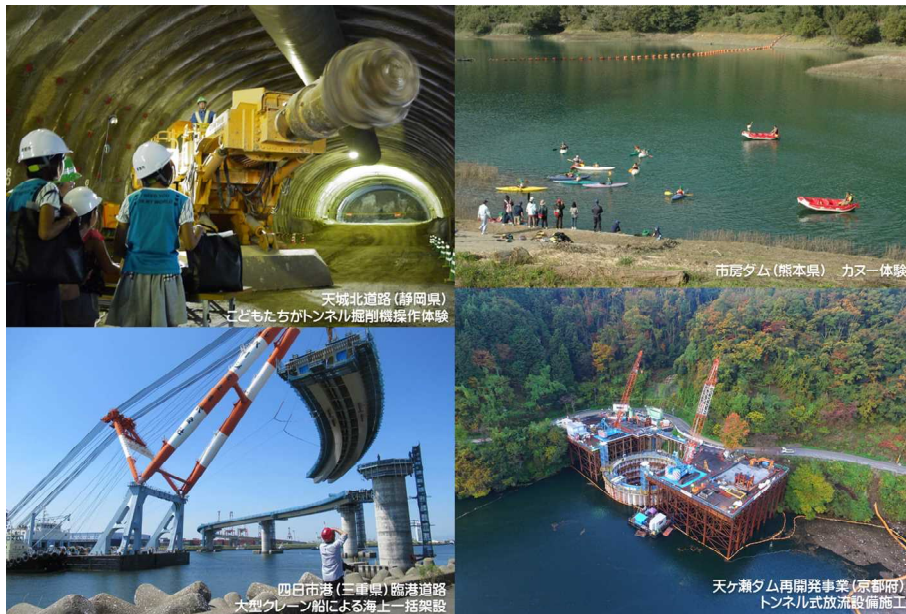 天城北道路(静岡県)
こどもたちがトンネル掘削機操作体験
市房ダム(熊本県) カヌー体験
四日市港(三重県)臨港道路
大型クレーン船による海上一括架設
天ヶ瀬ダム再開発事業(京都府)
トンネル式放流設備施工